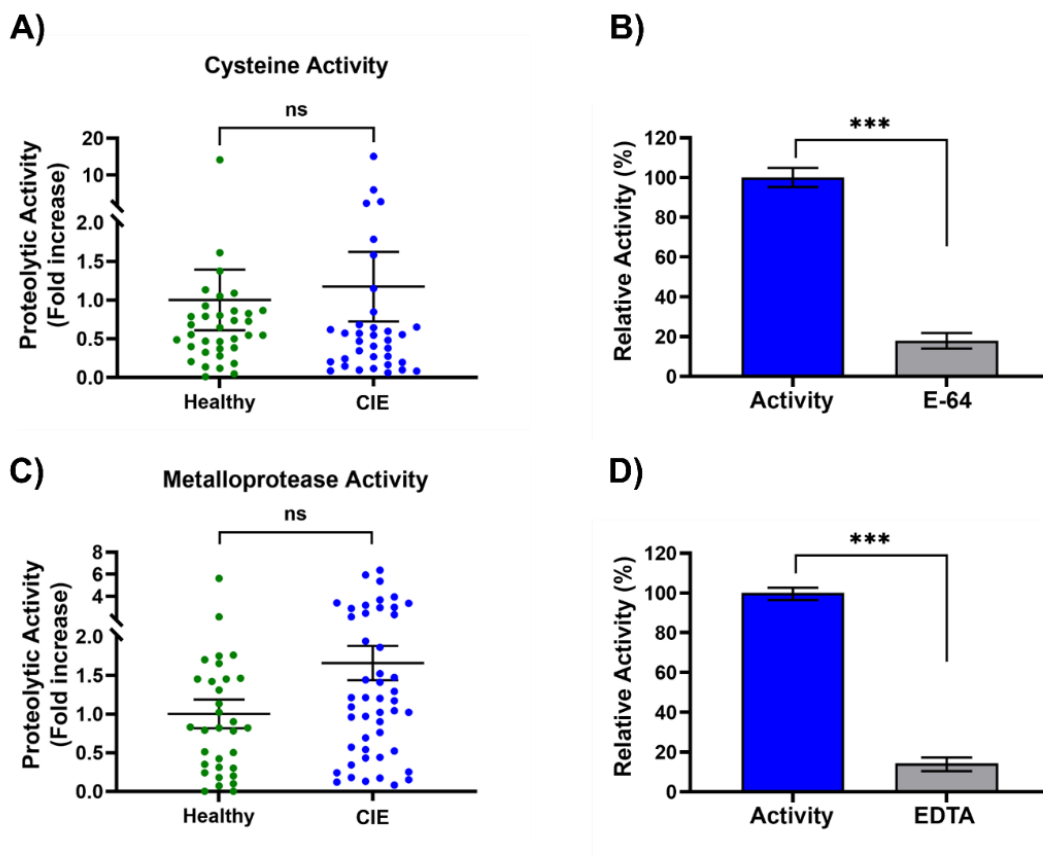 A)
Cysteine Activity
ns
Proteolytic Activity
(Fold increase)
20
10
2.0
1.5
1.0
0.5
0.0
Healthy
CIE
B)
***
Relative Activity (%)
120
100
80
60
40
20
0
Activity
E-64
C)
Metalloprotease Activity
ns
Proteolytic Activity
(Fold increase)
8
6
4
2.0
1.5
1.0
0.5
0.0
Healthy
CIE
D)
***
Relative Activity (%)
120
100
80
60
40
20
0
Activity
EDTA